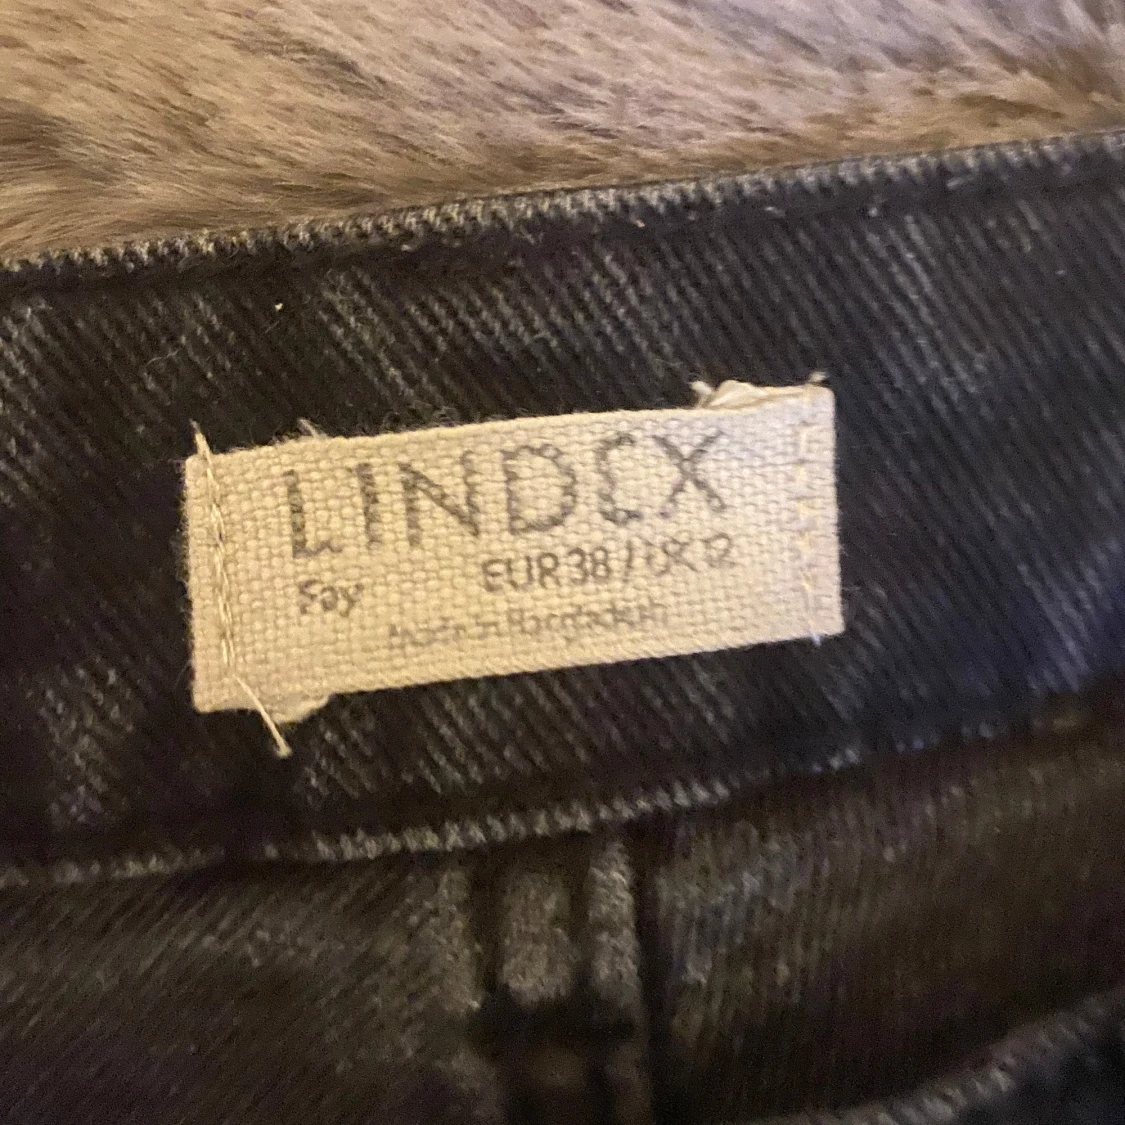 LINDEX
Fay EUR 38 / UK 12
Made in Bangladesh